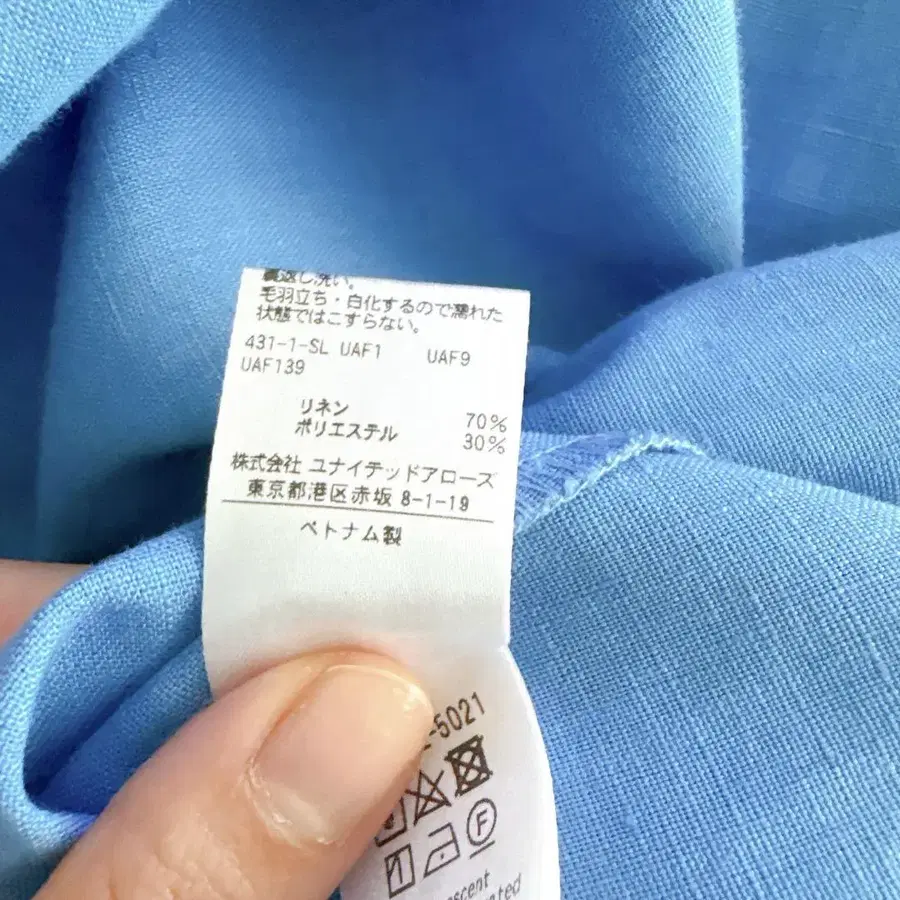 裏返し洗い。
毛羽立ち・白化するので濡れた
状態ではこすらない。
431-1-SL UAF1 UAF9
UAF139
リネン 70%
ポリエステル 30%
株式会社 ユナイテッドアローズ
東京都港区赤坂 8-1-19
ベトナム製
-5021
F